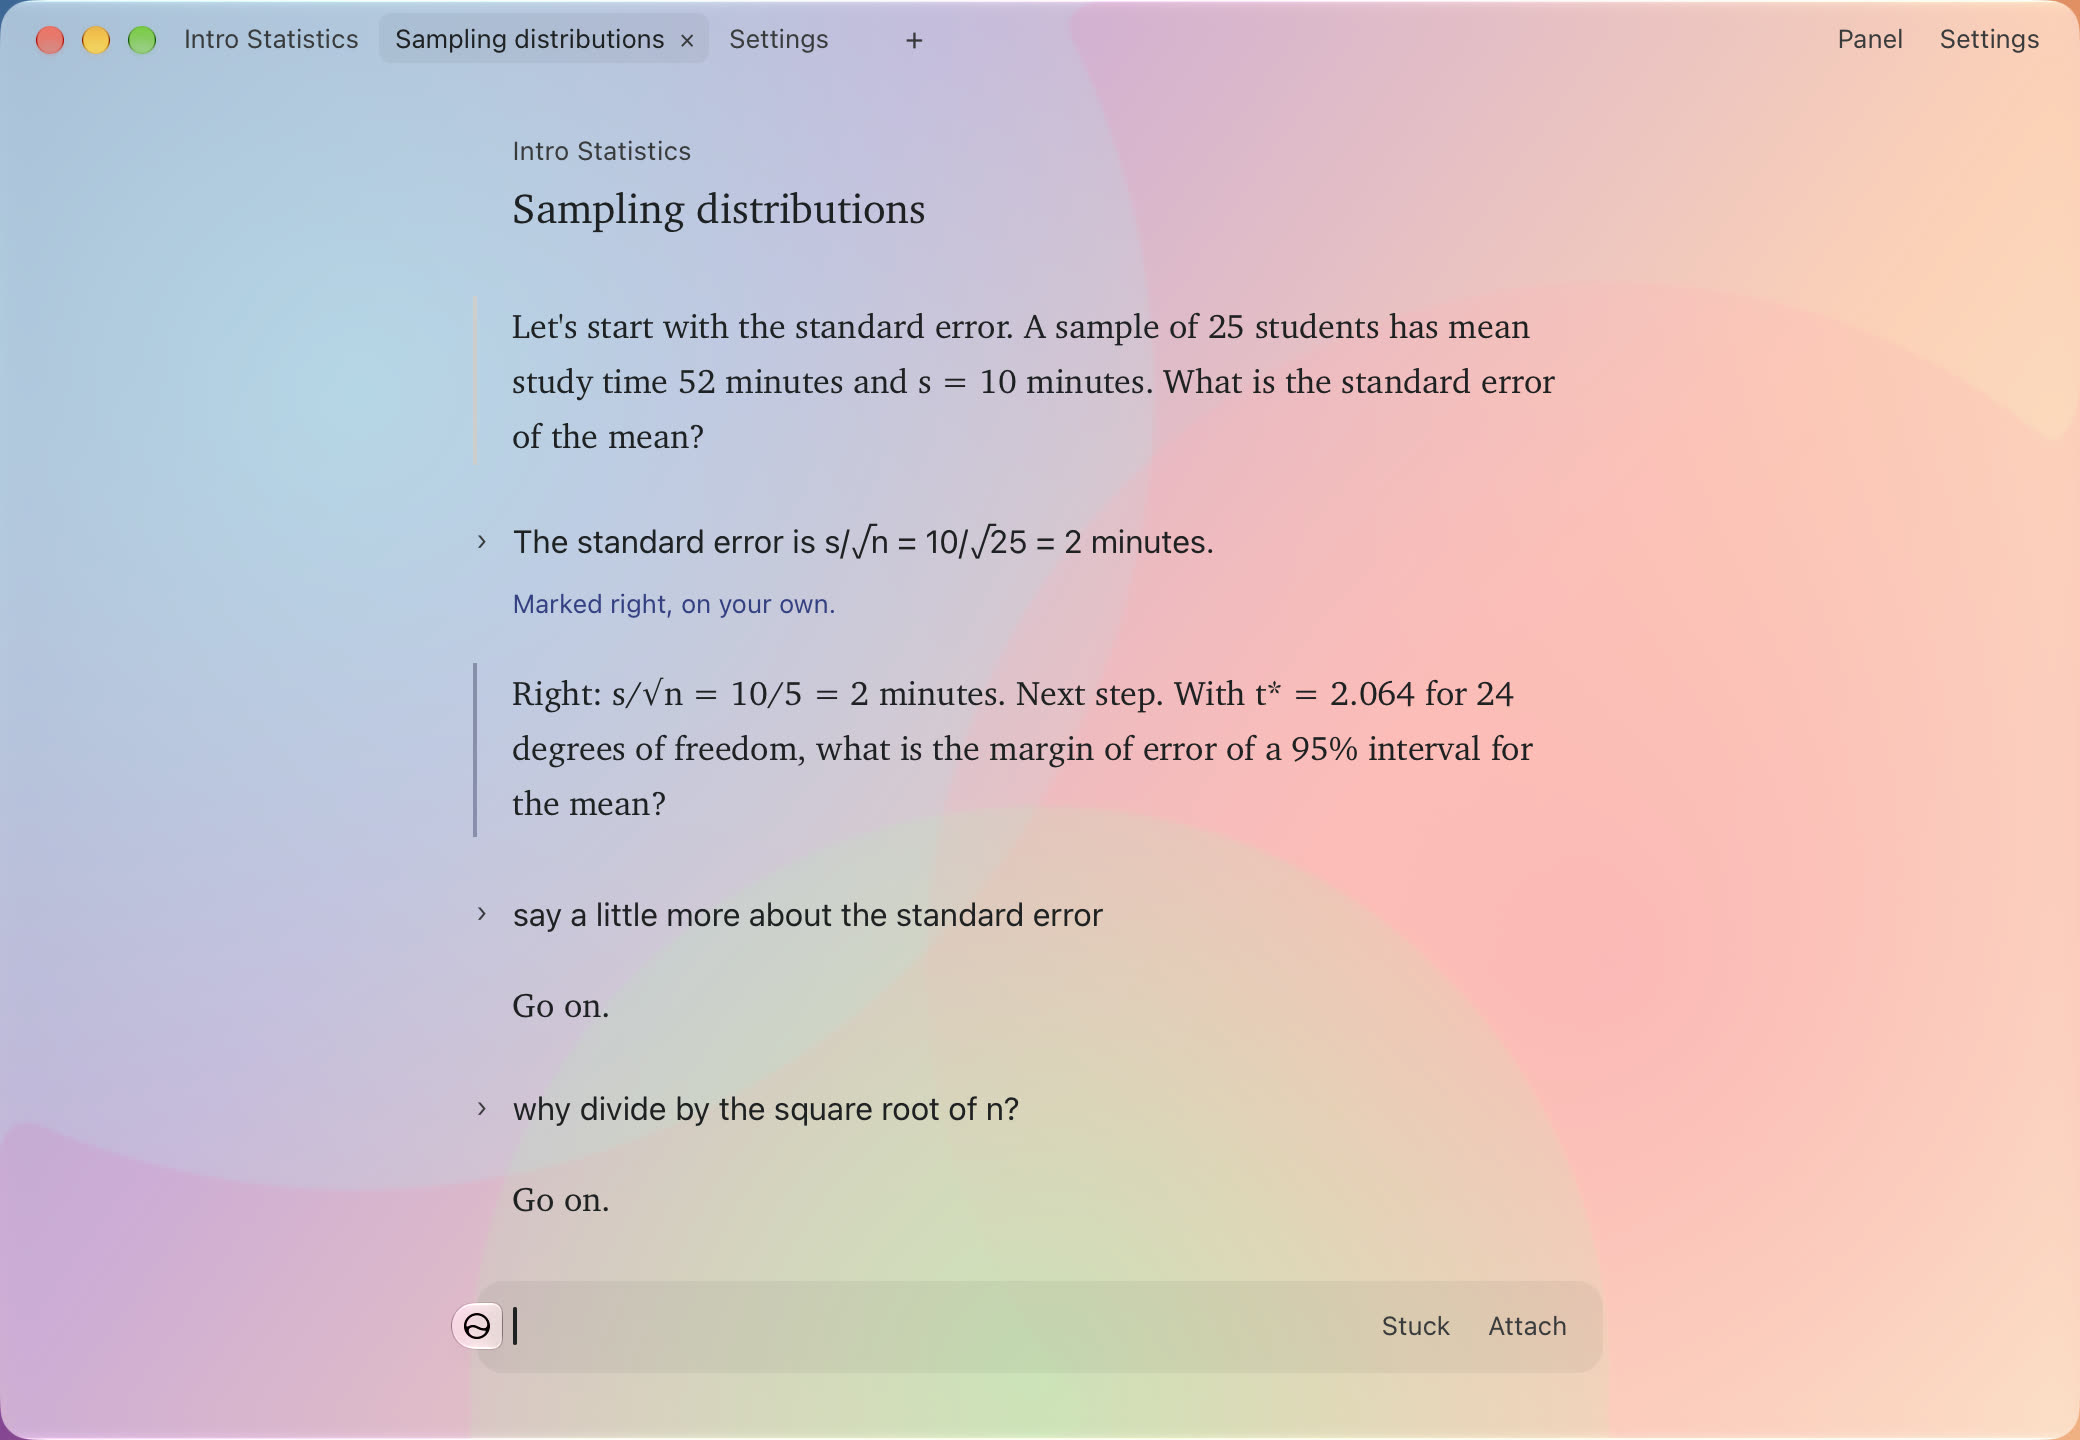 Intro Statistics
Sampling distributions ×
Settings
+
Panel
Settings
Intro Statistics
Sampling distributions
Let's start with the standard error. A sample of 25 students has mean
study time 52 minutes and s = 10 minutes. What is the standard error
of the mean?
› The standard error is s/√n = 10/√25 = 2 minutes.
Marked right, on your own.
Right: s/√n = 10/5 = 2 minutes. Next step. With t* = 2.064 for 24
degrees of freedom, what is the margin of error of a 95% interval for
the mean?
› say a little more about the standard error
Go on.
› why divide by the square root of n?
Go on.
Stuck
Attach